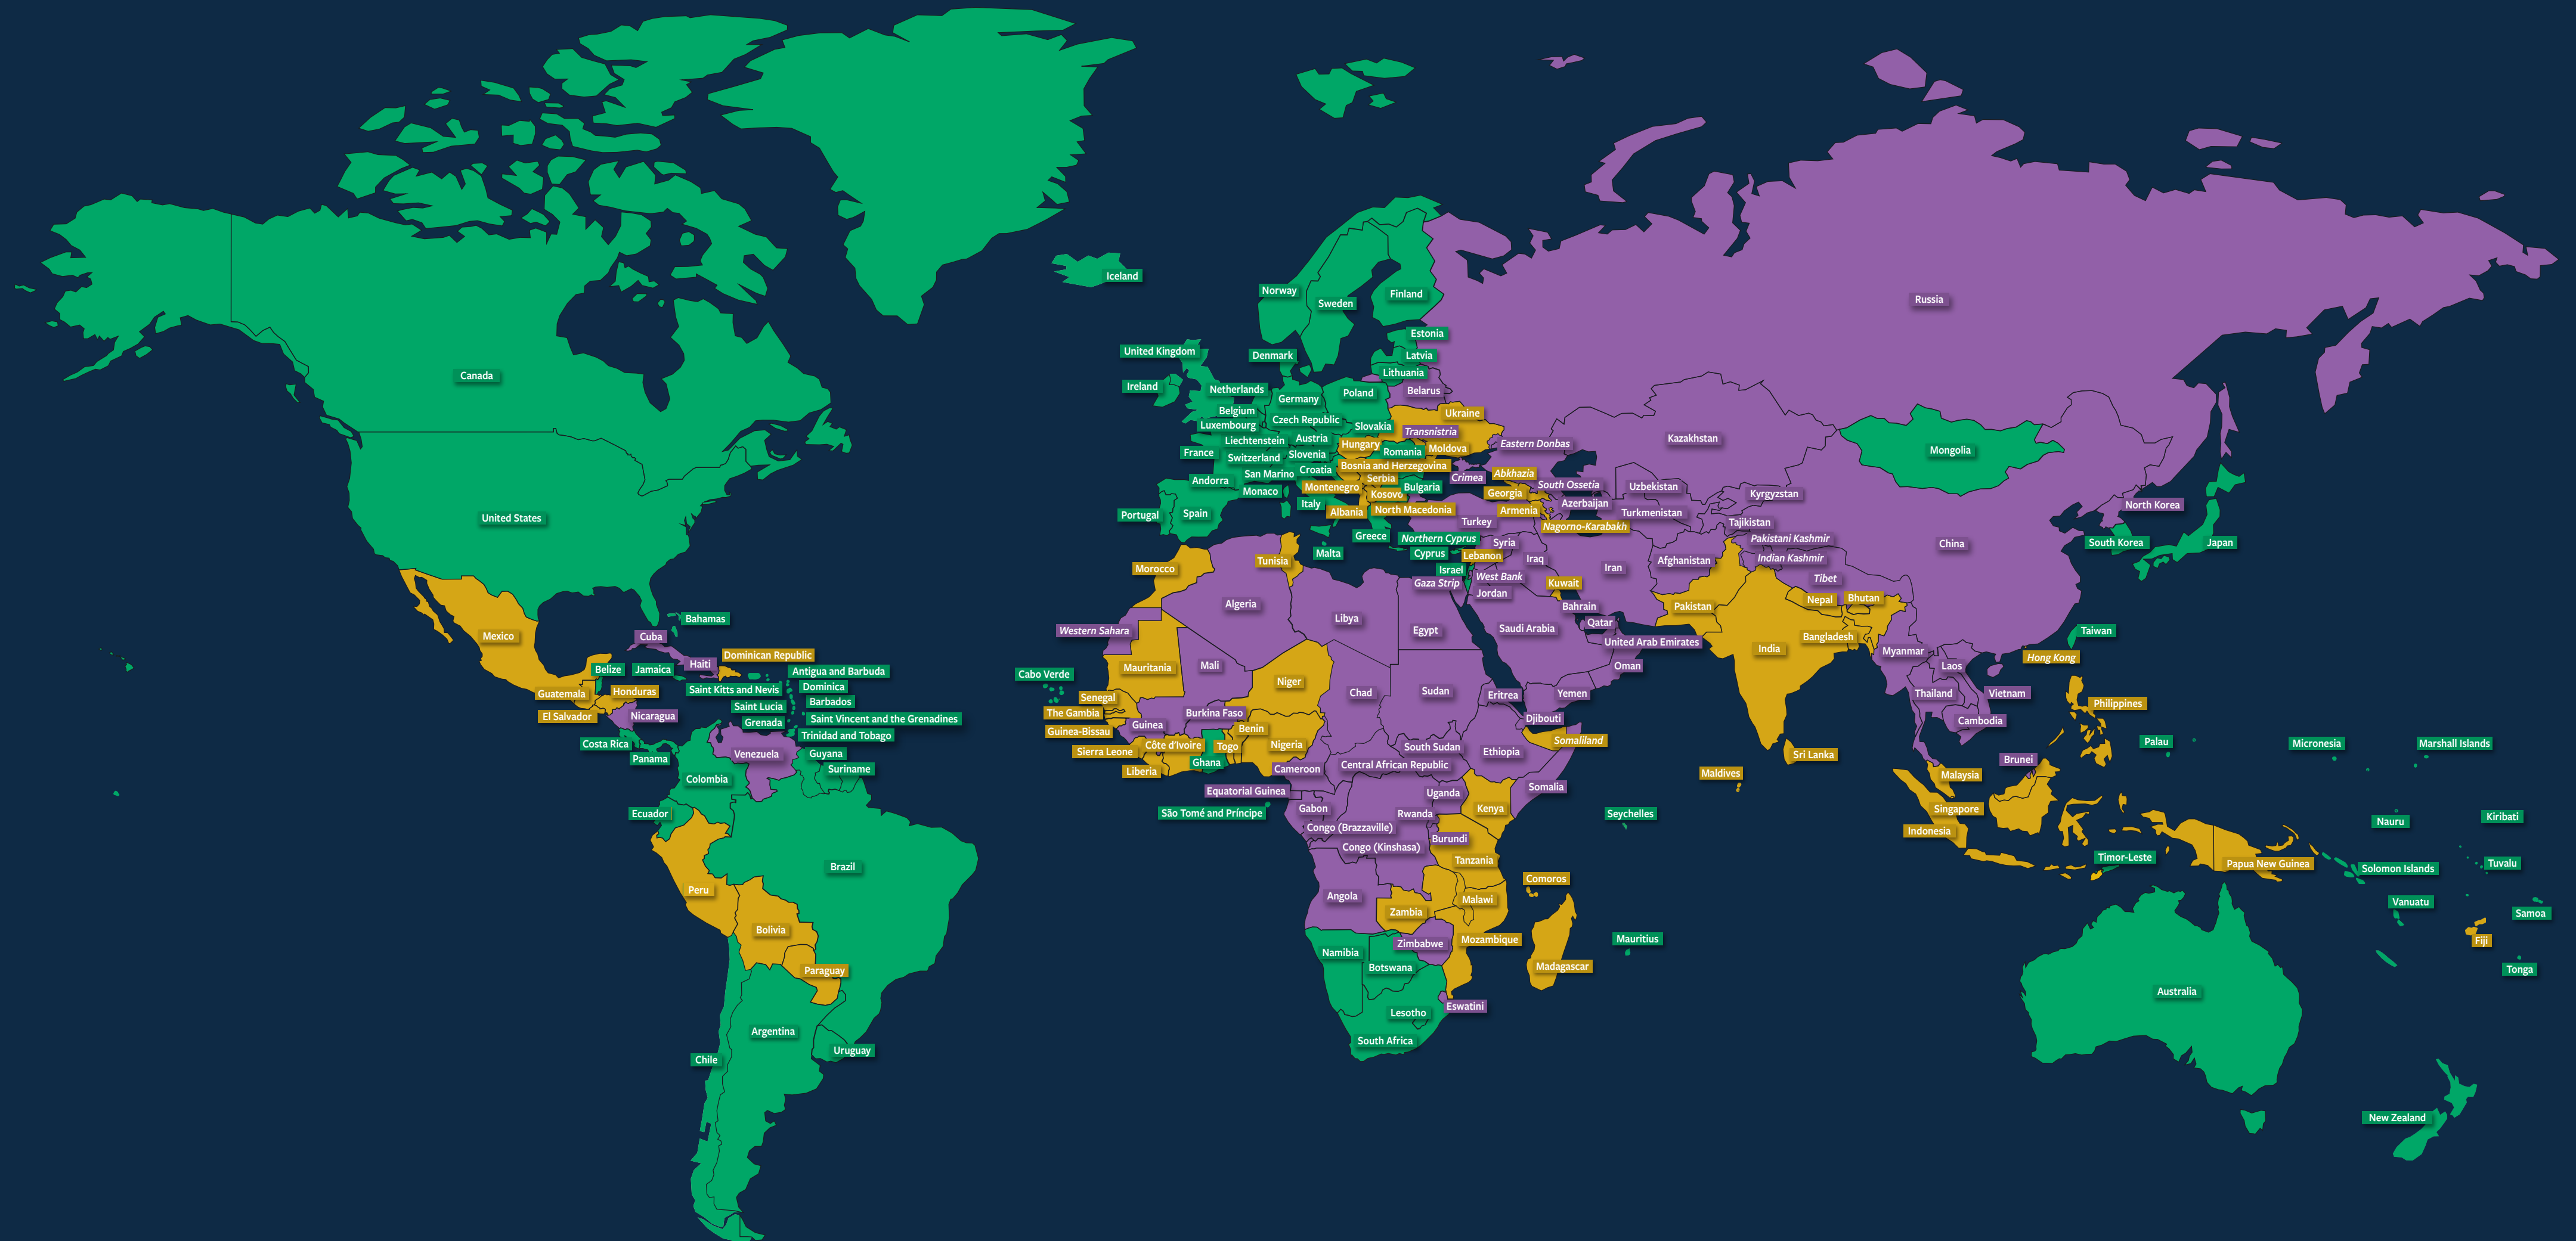 Iceland
Norway
Sweden
Finland
Russia
Estonia
United Kingdom
Denmark
Latvia
Lithuania
Canada
Ireland
Netherlands
Poland
Belarus
Germany
Belgium
Ukraine
Czech Republic
Luxembourg
Slovakia
Transnistria
Liechtenstein
Austria
Kazakhstan
Hungary
Eastern Donbas
Moldova
Mongolia
France
Romania
Slovenia
Switzerland
Bosnia and Herzegovina
Croatia
San Marino
Abkhazia
Serbia
Crimea
Andorra
South Ossetia
Uzbekistan
Montenegro
Bulgaria
Monaco
Georgia
Kosovo
Kyrgyzstan
Italy
Azerbaijan
North Korea
North Macedonia
Armenia
Albania
Spain
Portugal
Turkmenistan
United States
Turkey
Tajikistan
Nagorno-Karabakh
Greece
Northern Cyprus
Pakistani Kashmir
South Korea
Japan
Syria
China
Malta
Cyprus
Lebanon
Indian Kashmir
Iraq
Tunisia
Afghanistan
Morocco
Iran
Israel
West Bank
Tibet
Gaza Strip
Kuwait
Jordan
Nepal
Bhutan
Algeria
Bahrain
Pakistan
Bahamas
Libya
Qatar
Saudi Arabia
Western Sahara
Egypt
Taiwan
Cuba
Mexico
Bangladesh
United Arab Emirates
India
Myanmar
Dominican Republic
Hong Kong
Haiti
Mali
Oman
Laos
Mauritania
Belize
Jamaica
Antigua and Barbuda
Cabo Verde
Niger
Dominica
Saint Kitts and Nevis
Sudan
Chad
Honduras
Guatemala
Yemen
Thailand
Vietnam
Eritrea
Senegal
Barbados
Philippines
Saint Lucia
The Gambia
Burkina Faso
Nicaragua
El Salvador
Djibouti
Saint Vincent and the Grenadines
Cambodia
Grenada
Guinea
Benin
Guinea-Bissau
Trinidad and Tobago
Somaliland
Palau
Micronesia
Marshall Islands
Costa Rica
Côte d'Ivoire
Nigeria
Togo
South Sudan
Sierra Leone
Ethiopia
Venezuela
Guyana
Sri Lanka
Panama
Brunei
Ghana
Central African Republic
Suriname
Cameroon
Liberia
Maldives
Malaysia
Colombia
Somalia
Equatorial Guinea
Uganda
Gabon
Kenya
Singapore
Ecuador
São Tomé and Príncipe
Rwanda
Seychelles
Kiribati
Nauru
Congo (Brazzaville)
Indonesia
Burundi
Congo (Kinshasa)
Timor-Leste
Tanzania
Papua New Guinea
Tuvalu
Brazil
Solomon Islands
Comoros
Peru
Angola
Malawi
Vanuatu
Zambia
Samoa
Bolivia
Mauritius
Mozambique
Fiji
Zimbabwe
Namibia
Madagascar
Botswana
Tonga
Paraguay
Australia
Eswatini
Lesotho
Argentina
South Africa
Uruguay
Chile
New Zealand